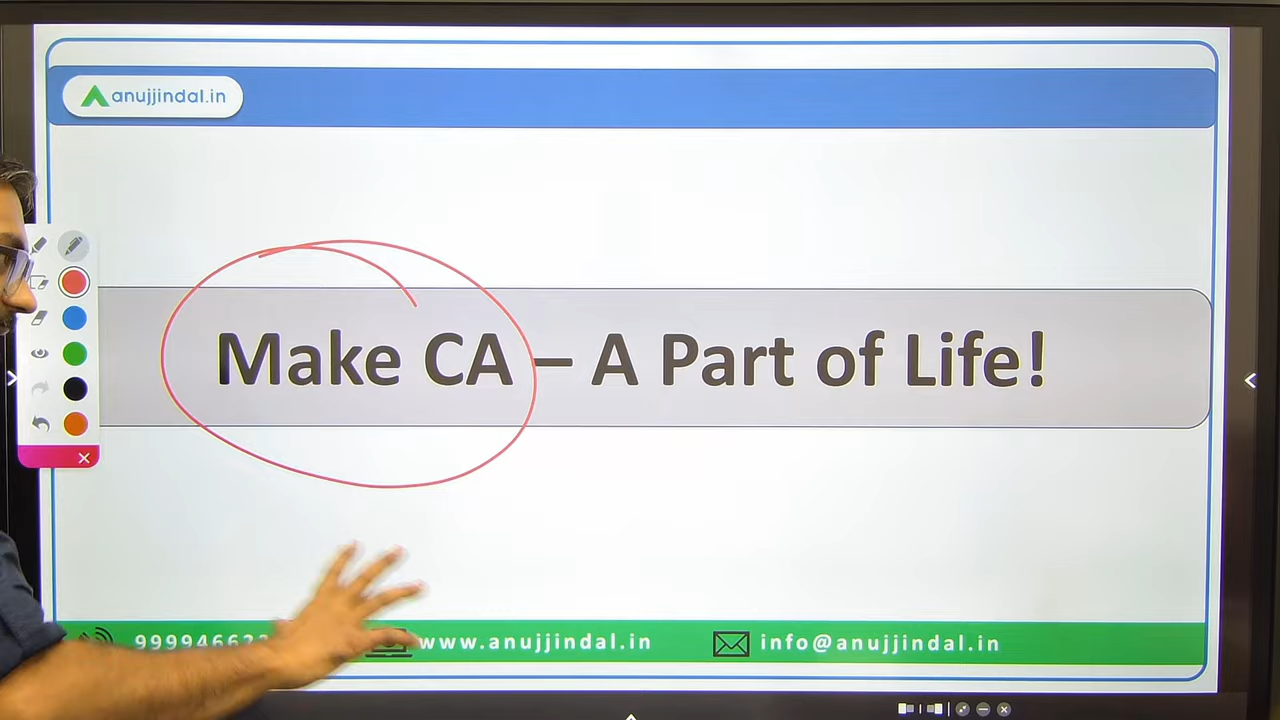 anujjindal.in
Make CA – A Part of Life!
www.anujjindal.in
info@anujjindal.in